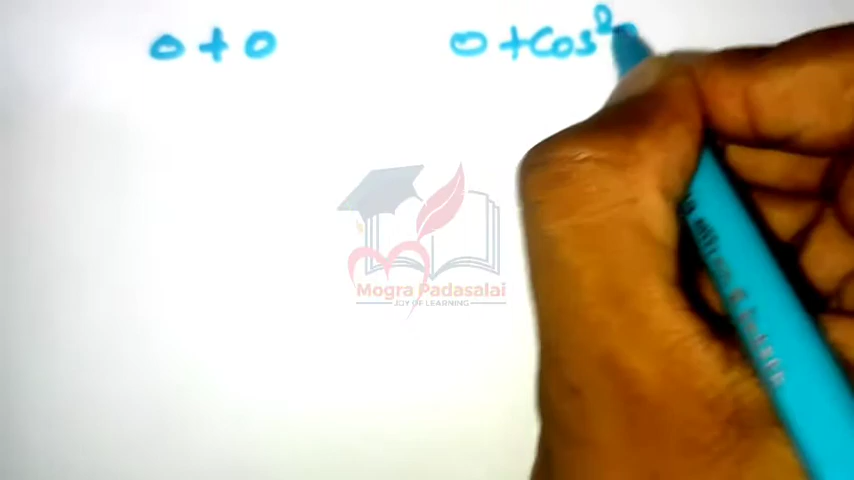 0 + 0 0 + cos²
Mogra Padasalai
JOY OF LEARNING